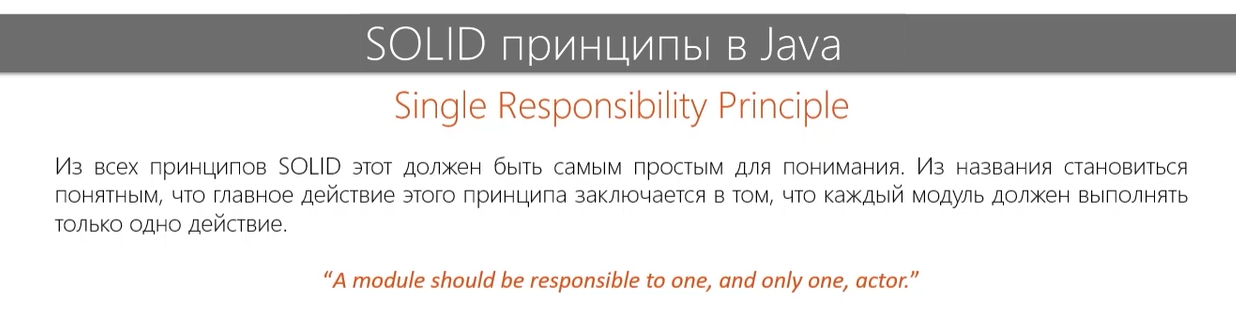 SOLID принципы в Java
Single Responsibility Principle
Из всех принципов SOLID этот должен быть самым простым для понимания. Из названия становиться
понятным, что главное действие этого принципа заключается в том, что каждый модуль должен выполнять
только одно действие.
“A module should be responsible to one, and only one, actor.”